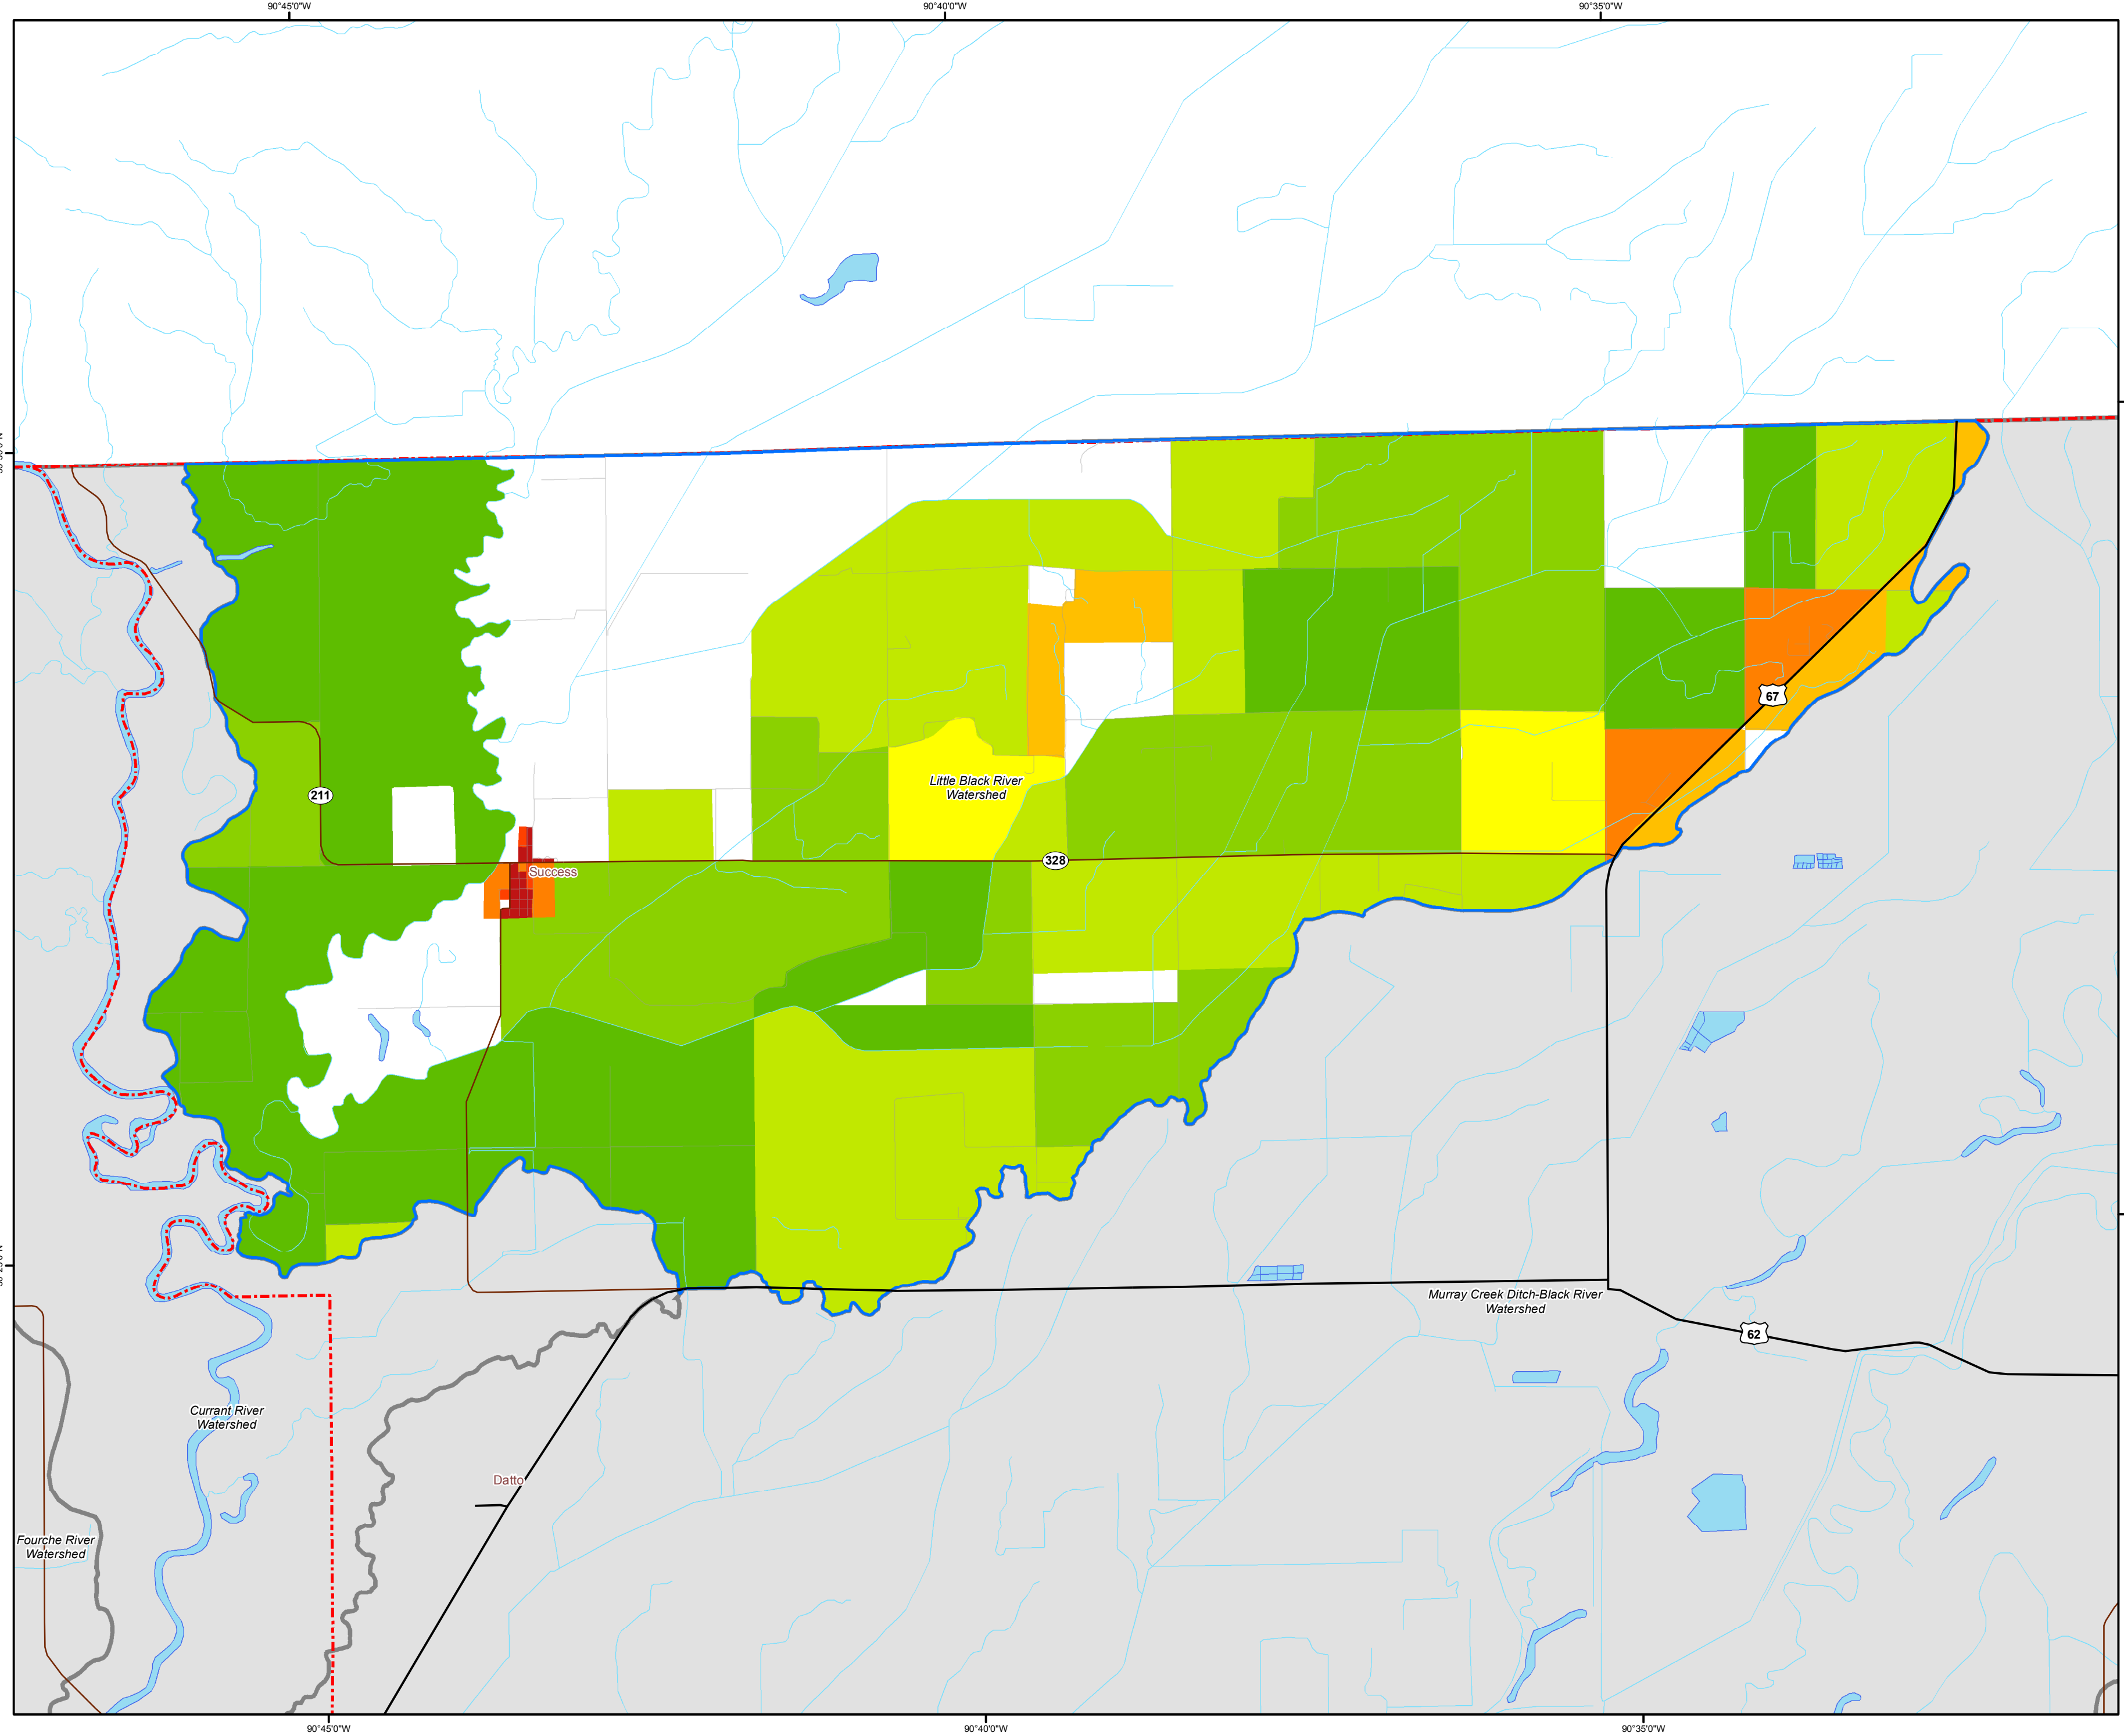 90°45'0"W
90°40'0"W
90°35'0"W
67
Little Black River
Watershed
211
328
Success
Murray Creek Ditch-Black River
Watershed
62
Currant River
Watershed
Datto
Fourche River
Watershed
90°45'0"W
90°40'0"W
90°35'0"W